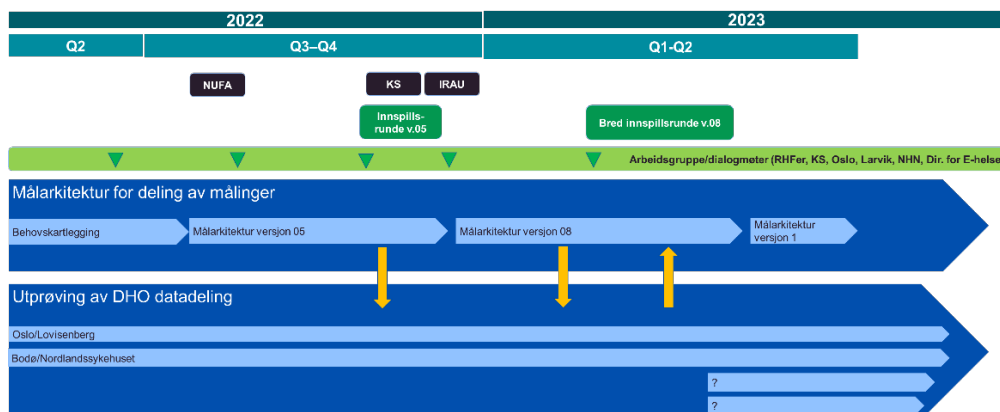 2022
2023
Q2
Q3–Q4
Q1-Q2
NUFA
KS
IRAU
Innspills-
runde v.05
Bred innspillsrunde v.08
Arbeidsgruppe/dialogmøter (RHFer, KS, Oslo, Larvik, NHN, Dir. for E-helse
Målarkitektur for deling av målinger
Behovskartlegging
Målarkitektur versjon 05
Målarkitektur versjon 08
Målarkitektur
versjon 1
Utprøving av DHO datadeling
Oslo/Lovisenberg
Bodø/Nordlandssykehuset
?
?